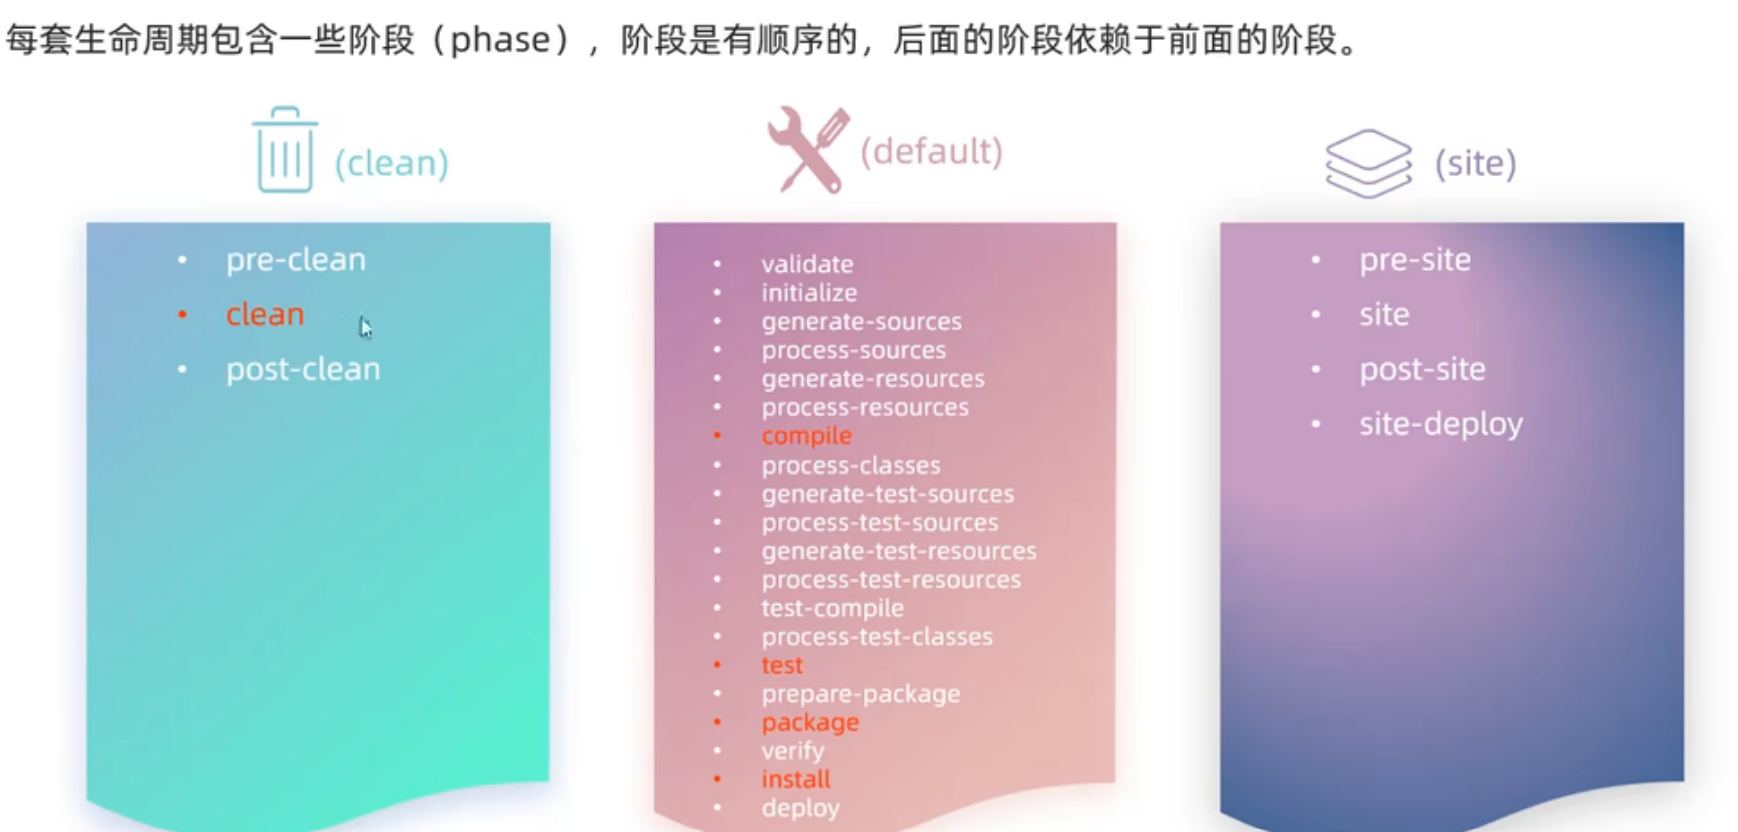 每套生命周期包含一些阶段（phase），阶段是有顺序的，后面的阶段依赖于前面的阶段。
(clean)
• pre-clean
• clean
• post-clean
(default)
• validate
• initialize
• generate-sources
• process-sources
• generate-resources
• process-resources
• compile
• process-classes
• generate-test-sources
• process-test-sources
• generate-test-resources
• process-test-resources
• test-compile
• process-test-classes
• test
• prepare-package
• package
• verify
• install
• deploy
(site)
• pre-site
• site
• post-site
• site-deploy